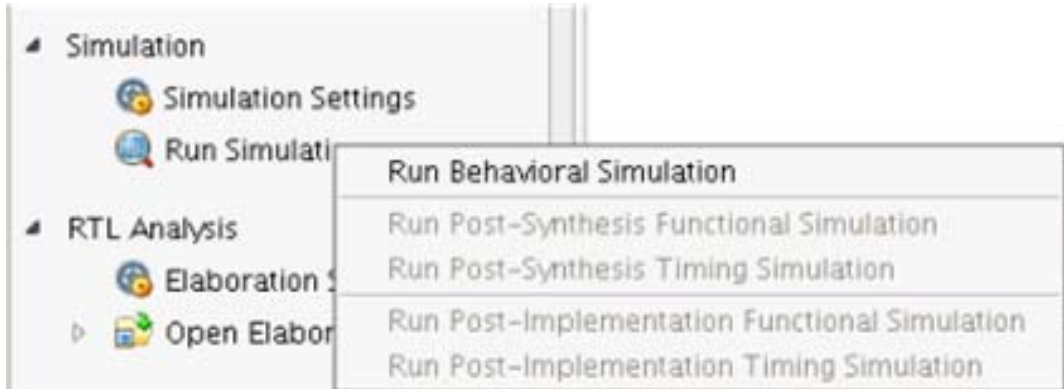 Simulation
Simulation Settings
Run Simulati
Run Behavioral Simulation
Run Post-Synthesis Functional Simulation
Run Post-Synthesis Timing Simulation
Run Post-Implementation Functional Simulation
Run Post-Implementation Timing Simulation
RTL Analysis
Elaboration
Open Elabor